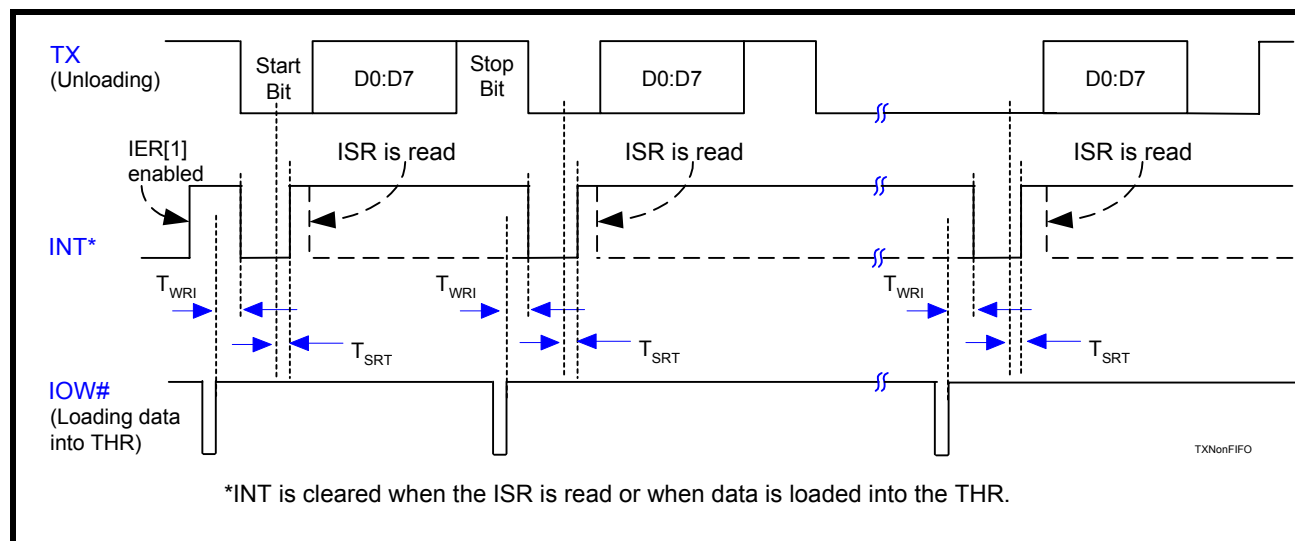 TX
(Unloading)
Start
Bit
D0:D7
Stop
Bit
D0:D7
D0:D7
IER[1]
enabled
ISR is read
ISR is read
ISR is read
INT*
TWRI
TWRI
TWRI
TSRT
TSRT
TSRT
IOW#
(Loading data
into THR)
TXNonFIFO
*INT is cleared when the ISR is read or when data is loaded into the THR.